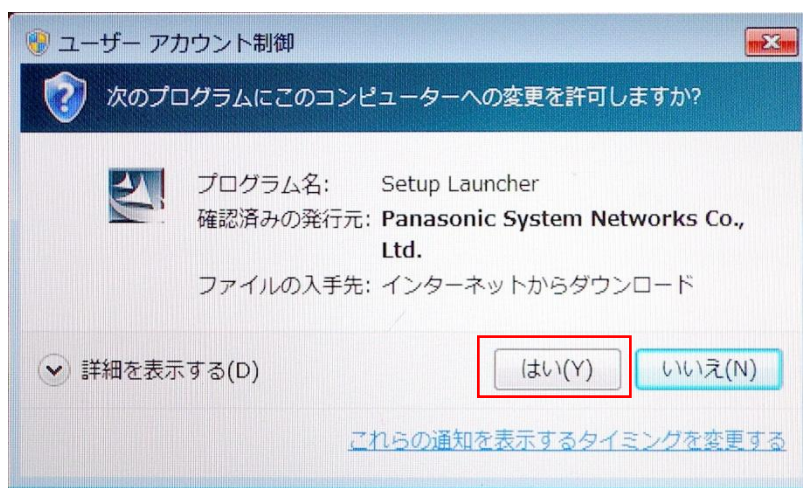 ユーザー アカウント制御
次のプログラムにこのコンピューターへの変更を許可しますか?
プログラム名: Setup Launcher
確認済みの発行元: Panasonic System Networks Co.,
Ltd.
ファイルの入手先: インターネットからダウンロード
詳細を表示する(D) はい(Y) いいえ(N)
これらの通知を表示するタイミングを変更する